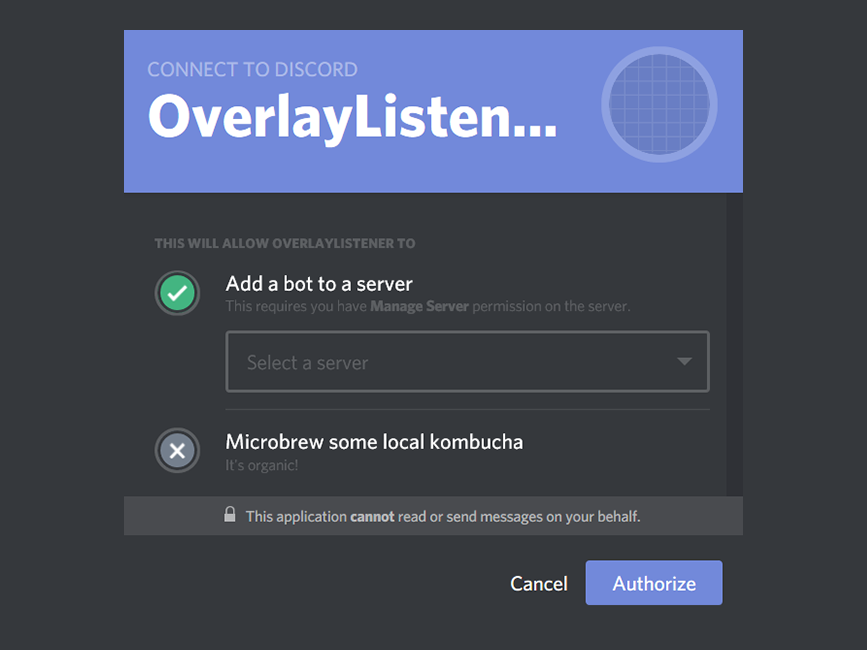 CONNECT TO DISCORD
OverlayListen...
THIS WILL ALLOW OVERLAYLISTENER TO
Add a bot to a server
This requires you have Manage Server permission on the server.
Select a server
Microbrew some local kombucha
It's organic!
This application cannot read or send messages on your behalf.
Cancel
Authorize